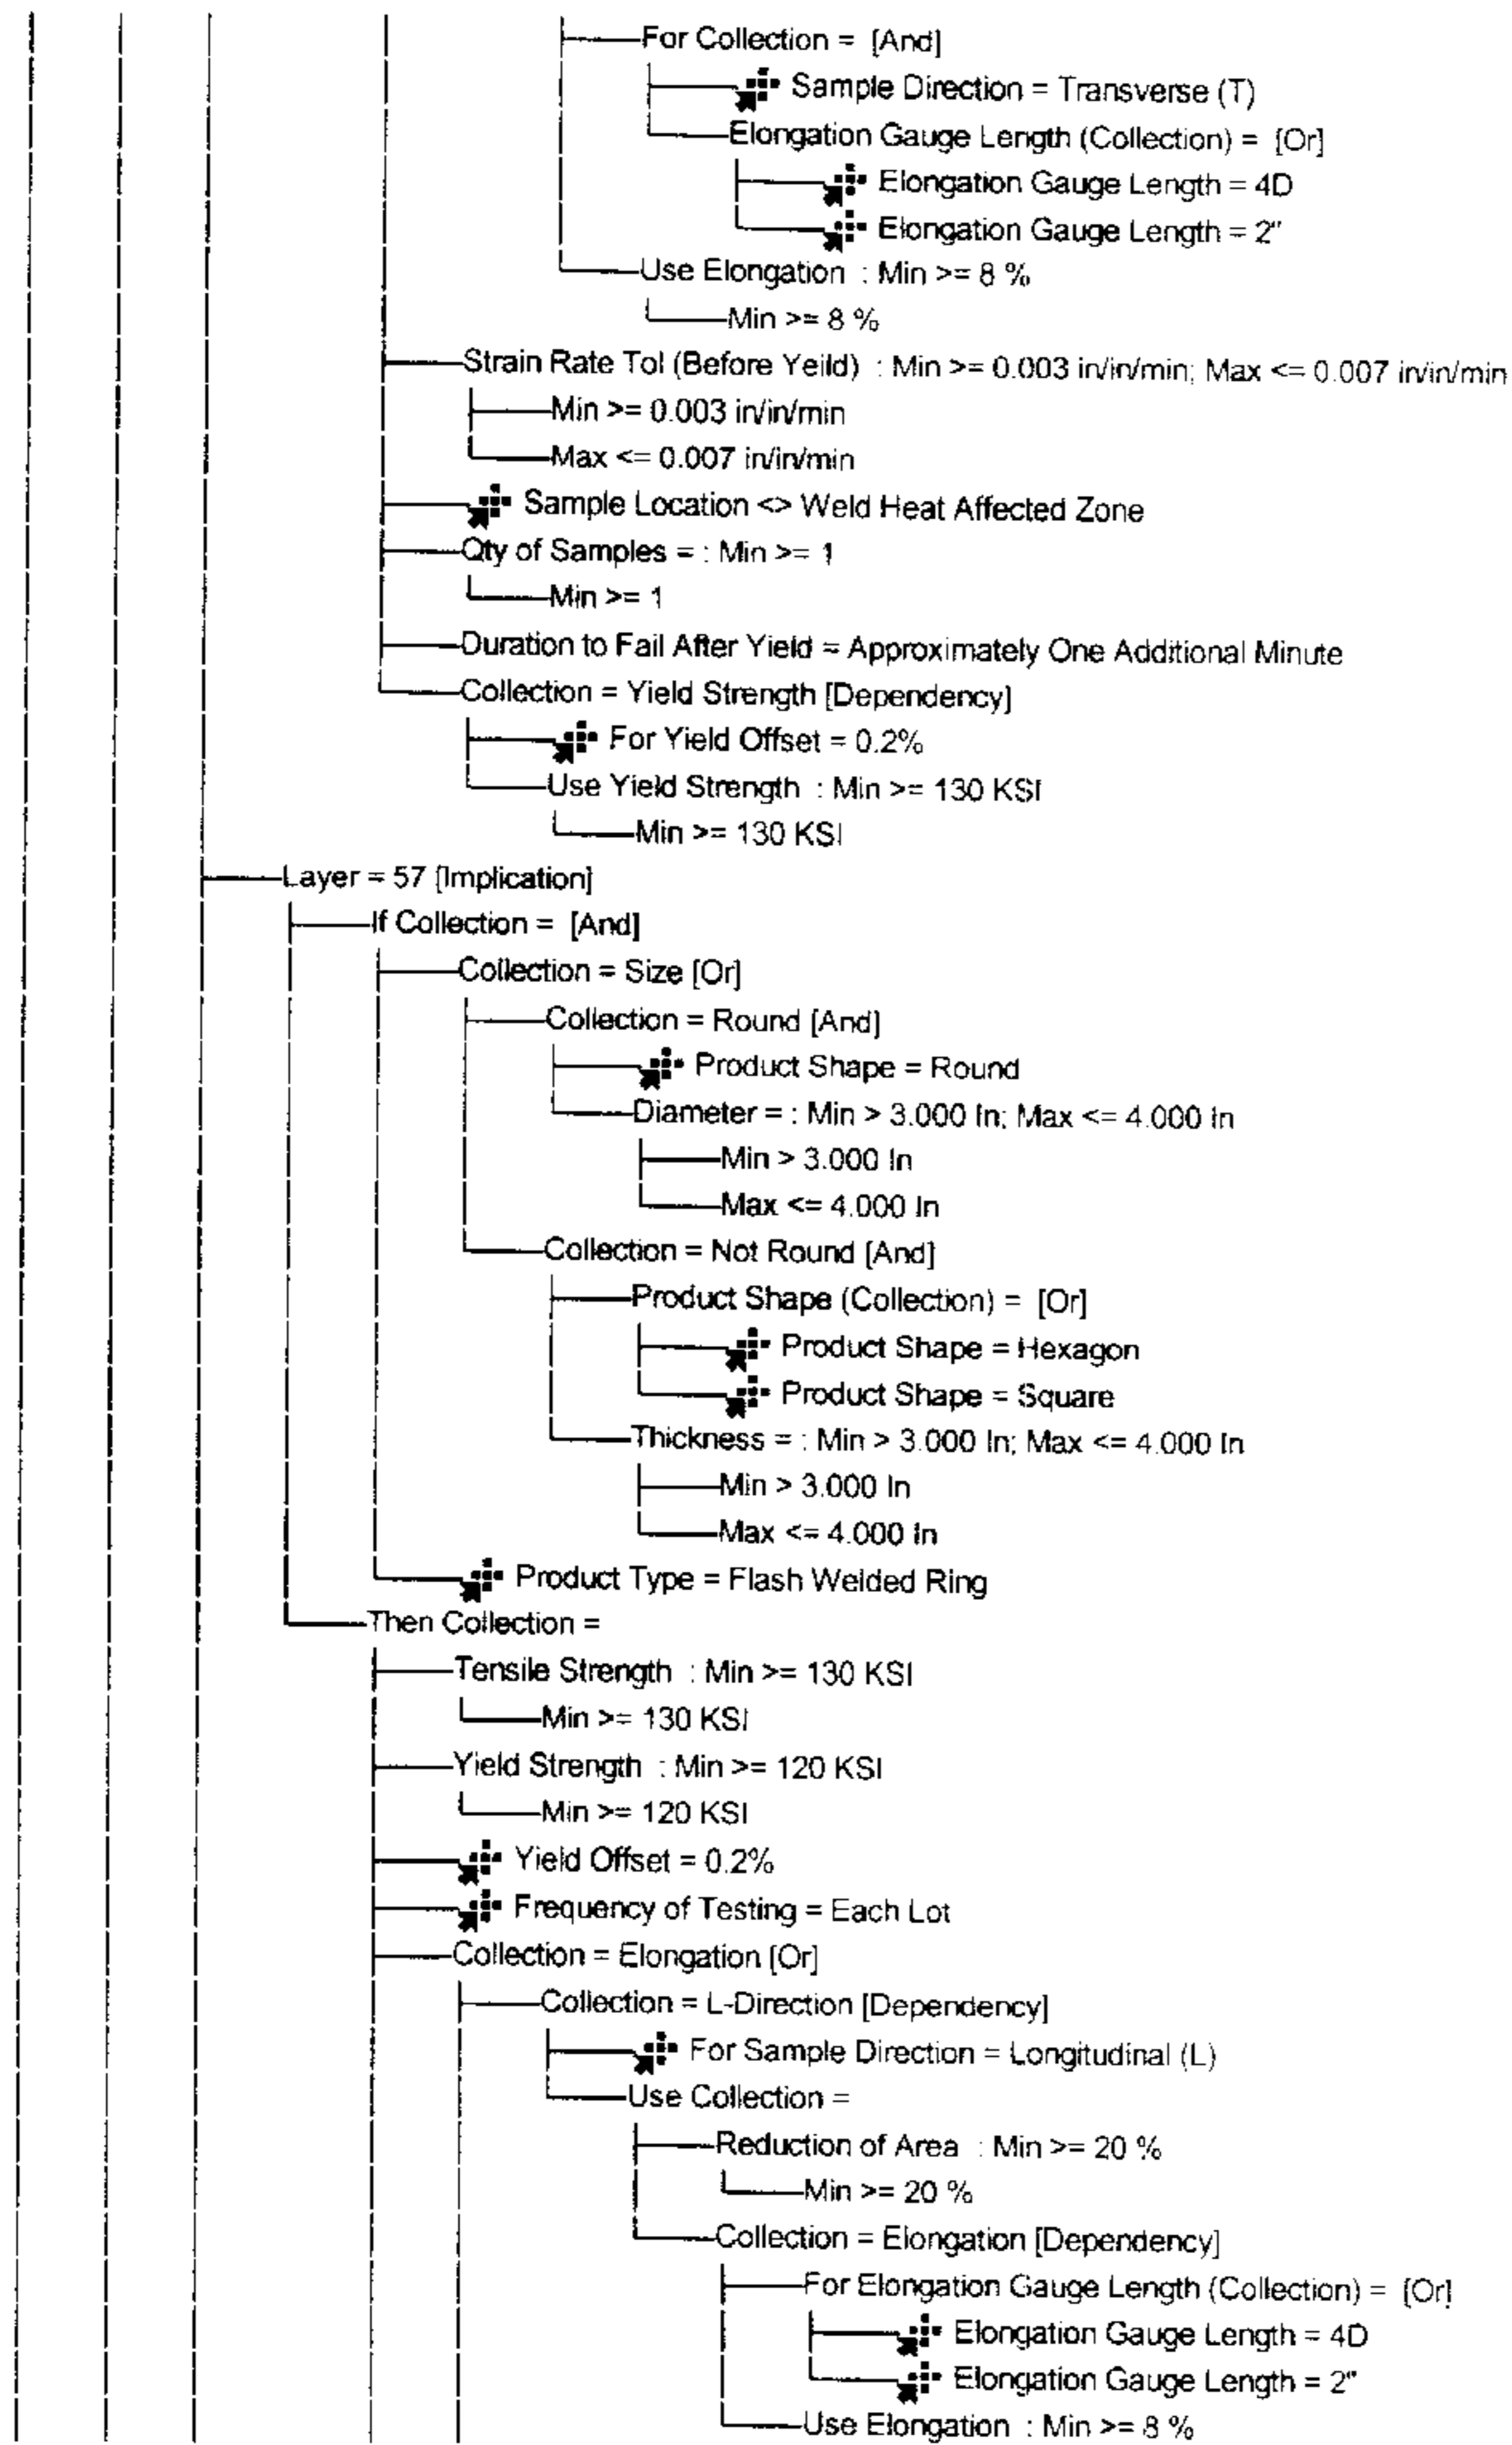 For Collection = [And]
Sample Direction = Transverse (T)
Elongation Gauge Length (Collection) = [Or]
Elongation Gauge Length = 4D
Elongation Gauge Length = 2"
Use Elongation : Min >= 8 %
Min >= 8 %
Strain Rate Tol (Before Yeild) : Min >= 0.003 in/in/min; Max <= 0.007 in/in/min
Min >= 0.003 in/in/min
Max <= 0.007 in/in/min
Sample Location <> Weld Heat Affected Zone
Qty of Samples = : Min >= 1
Min >= 1
Duration to Fail After Yield = Approximately One Additional Minute
Collection = Yield Strength [Dependency]
For Yield Offset = 0.2%
Use Yield Strength : Min >= 130 KSI
Min >= 130 KSI
Layer = 57 [Implication]
If Collection = [And]
Collection = Size [Or]
Collection = Round [And]
Product Shape = Round
Diameter = : Min > 3.000 In; Max <= 4.000 In
Min > 3.000 In
Max <= 4.000 In
Collection = Not Round [And]
Product Shape (Collection) = [Or]
Product Shape = Hexagon
Product Shape = Square
Thickness = : Min > 3.000 In; Max <= 4.000 In
Min > 3.000 In
Max <= 4.000 In
Product Type = Flash Welded Ring
Then Collection =
Tensile Strength : Min >= 130 KSI
Min >= 130 KSI
Yield Strength : Min >= 120 KSI
Min >= 120 KSI
Yield Offset = 0.2%
Frequency of Testing = Each Lot
Collection = Elongation [Or]
Collection = L-Direction [Dependency]
For Sample Direction = Longitudinal (L)
Use Collection =
Reduction of Area : Min >= 20 %
Min >= 20 %
Collection = Elongation [Dependency]
For Elongation Gauge Length (Collection) = [Or]
Elongation Gauge Length = 4D
Elongation Gauge Length = 2"
Use Elongation : Min >= 8 %